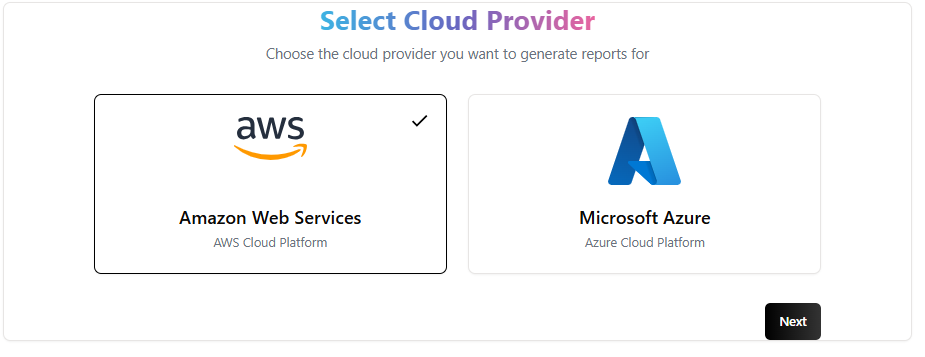 Select Cloud Provider
Choose the cloud provider you want to generate reports for
aws
Amazon Web Services
AWS Cloud Platform
Microsoft Azure
Azure Cloud Platform
Next